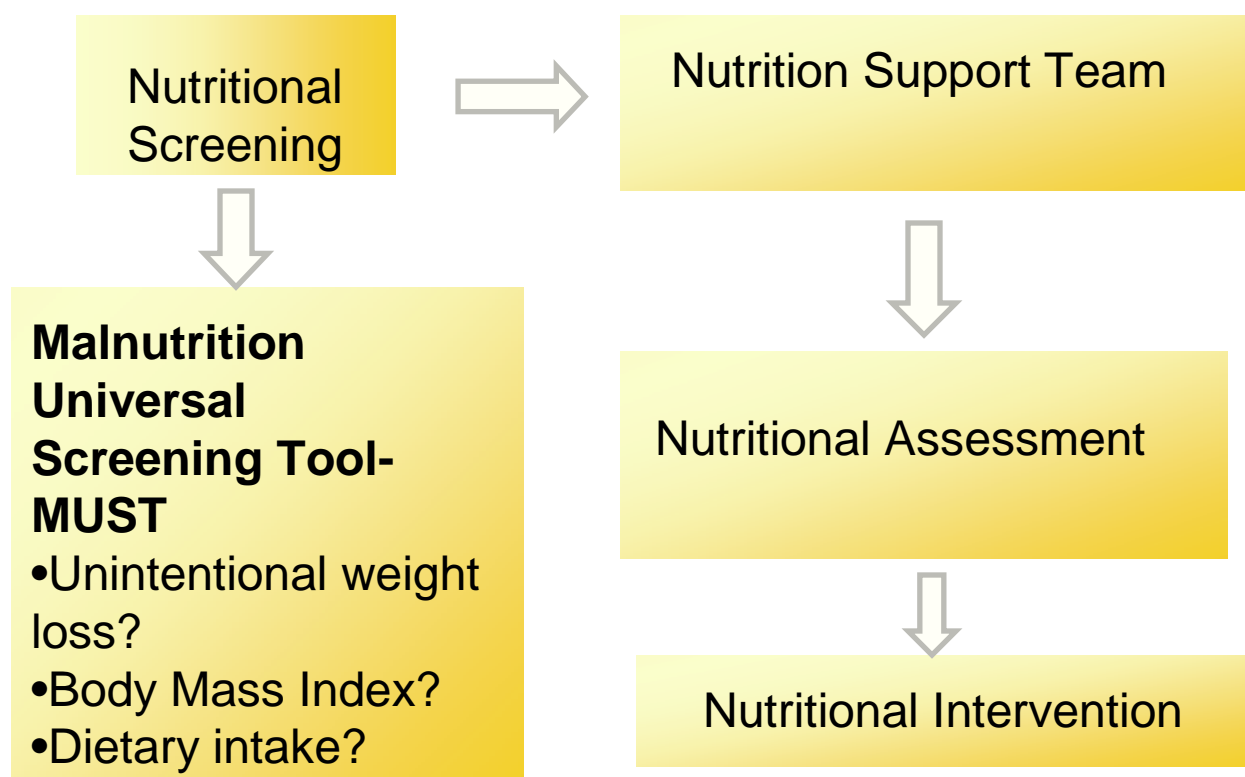 Nutritional
Screening
Nutrition Support Team
Malnutrition
Universal
Screening Tool-
MUST
•Unintentional weight
loss?
•Body Mass Index?
•Dietary intake?
Nutritional Assessment
Nutritional Intervention